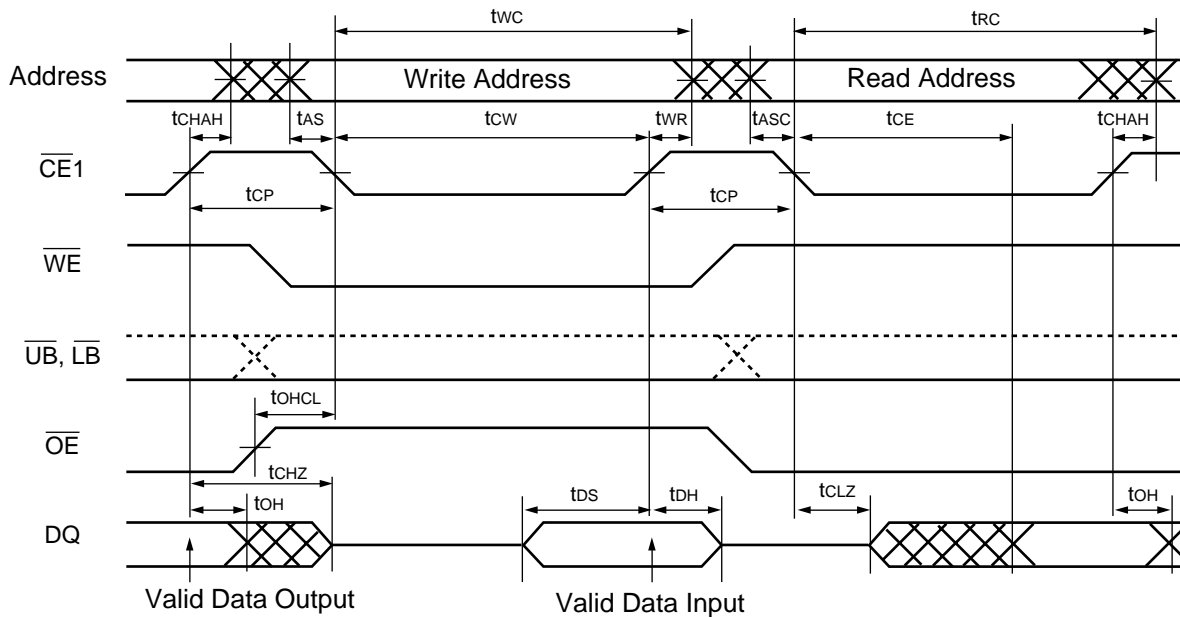 tWC
tRC
Address
Write Address
Read Address
tCHAH
tAS
tCW
tWR
tASC
tCE
tCHAH
CE1
tCP
tCP
WE
UB, LB
tOHCL
OE
tCHZ
tOH
tDS
tDH
tCLZ
tOH
DQ
Valid Data Output
Valid Data Input